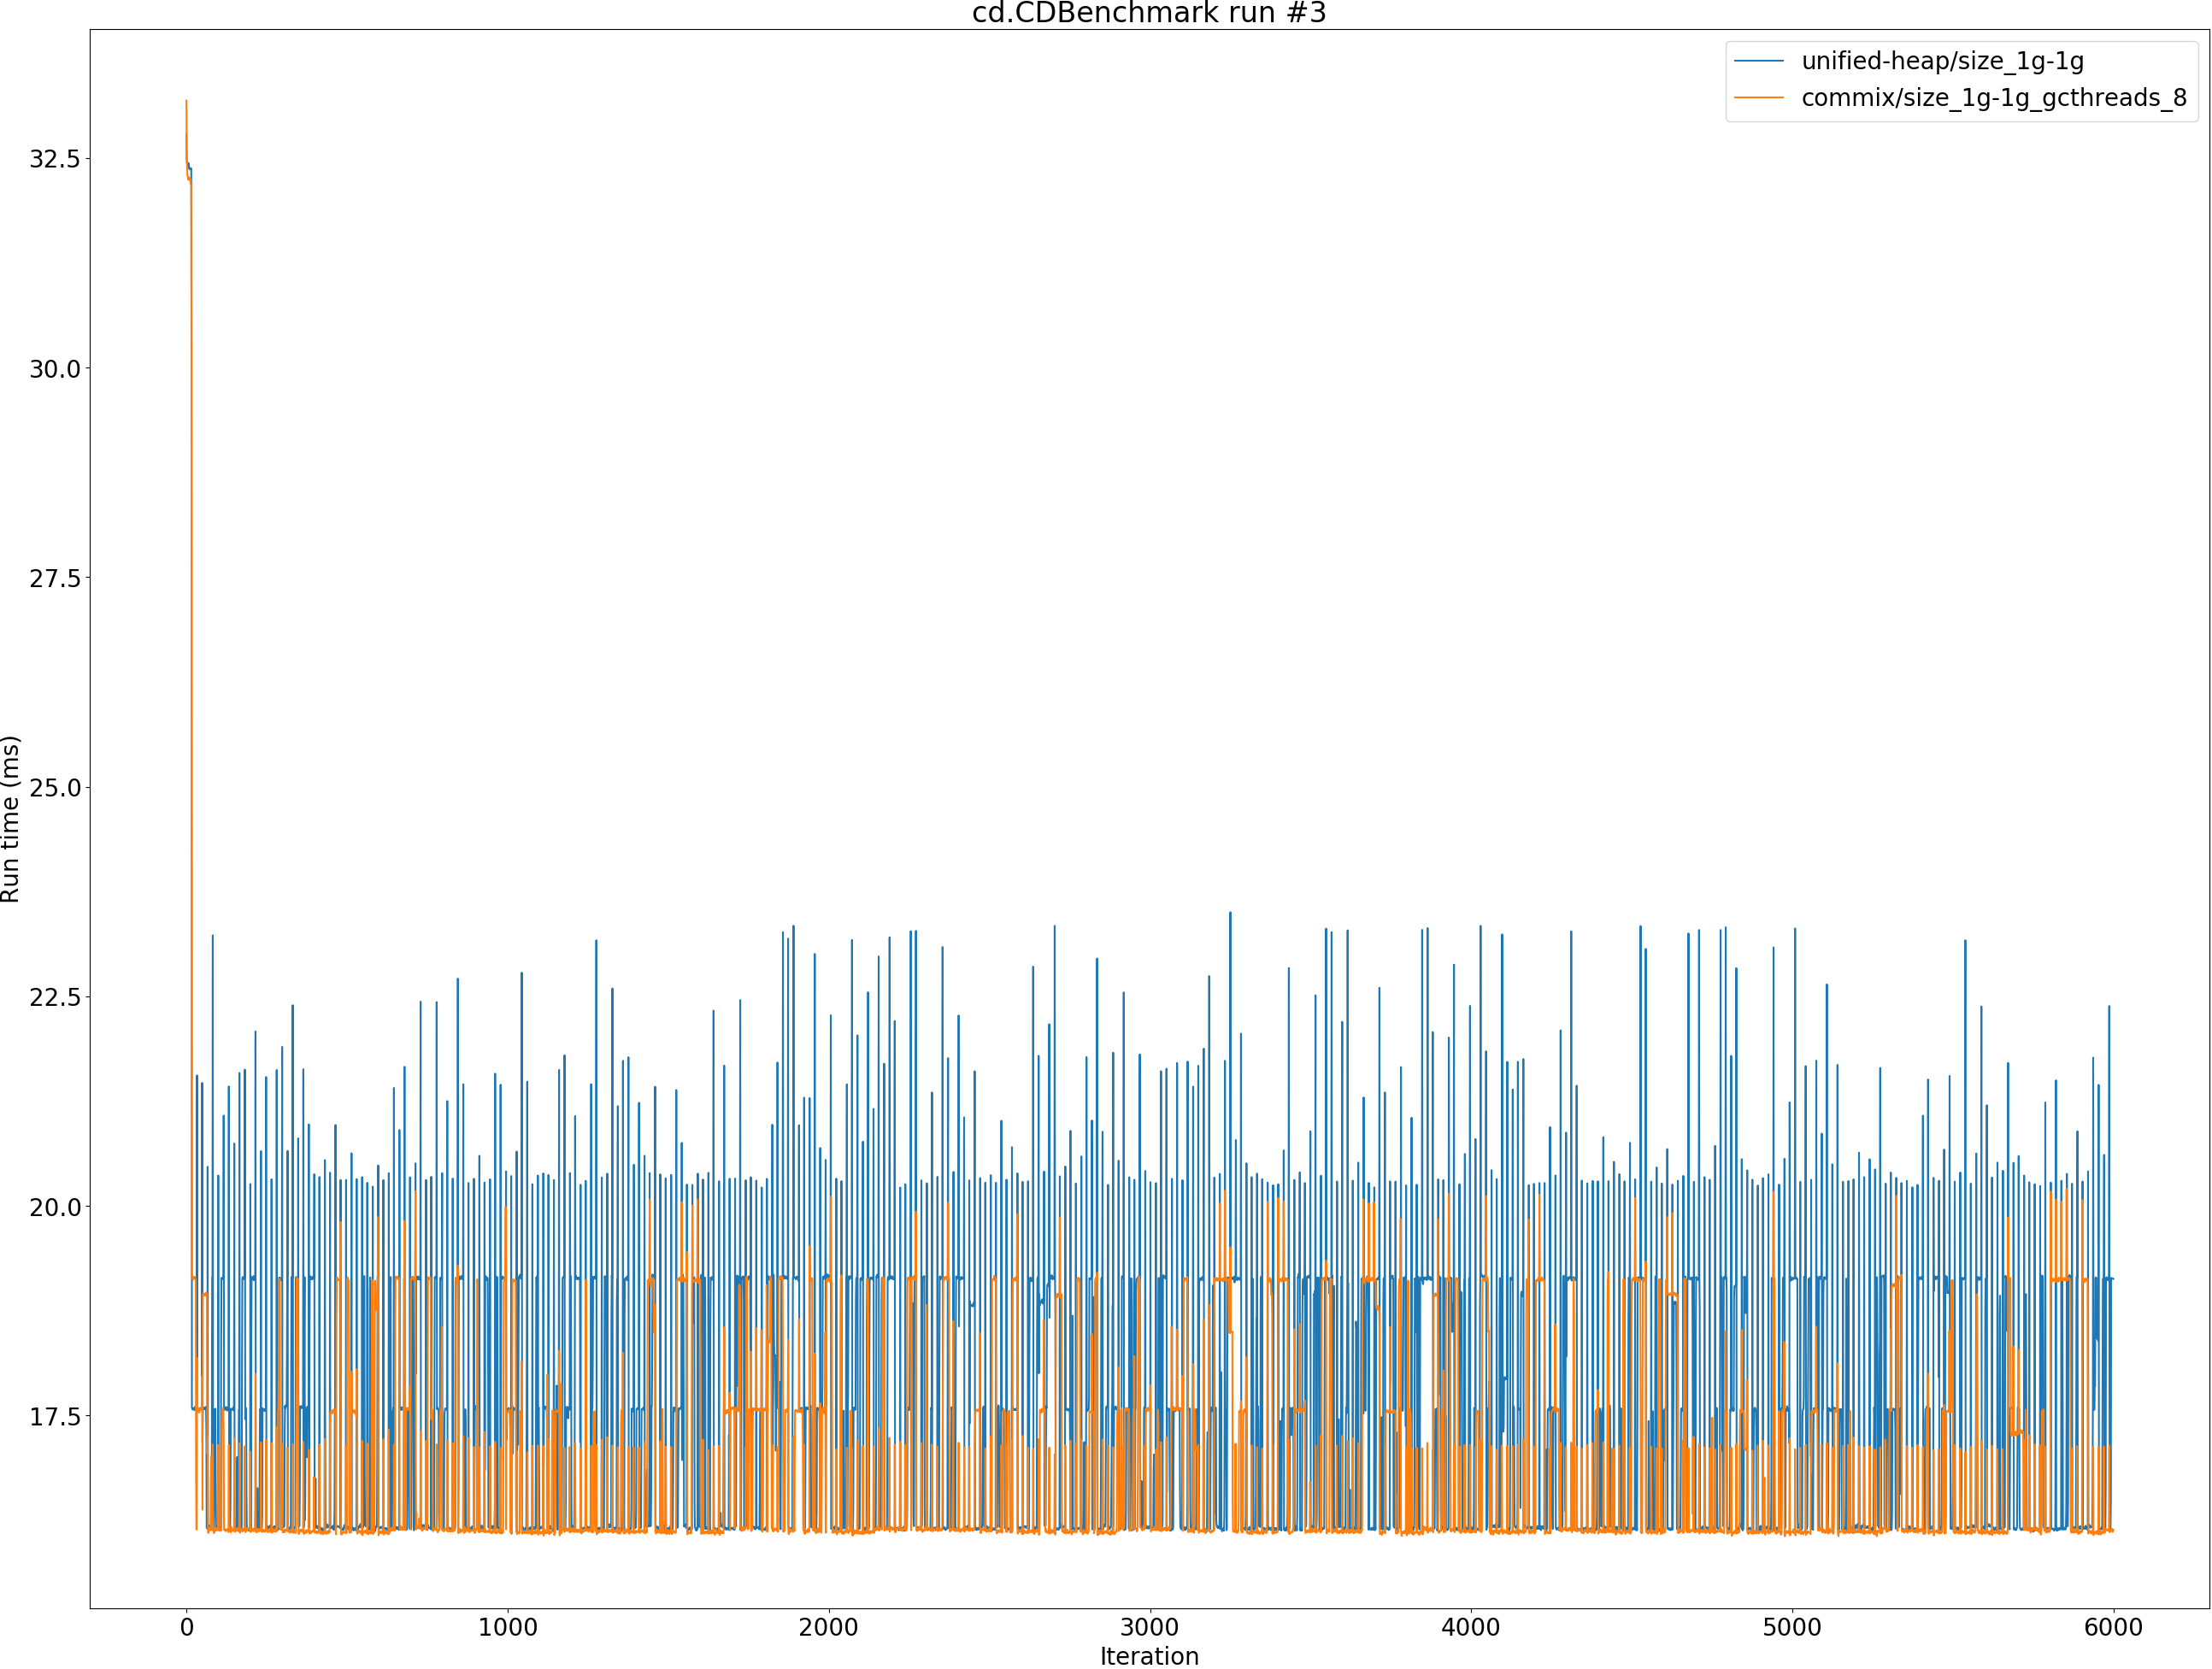 cd.CDBenchmark run #3
unified-heap/size_1g-1g
commix/size_1g-1g_gcthreads_8
32.5
30.0
27.5
25.0
22.5
20.0
17.5
Run time (ms)
0 1000 2000 3000 4000 5000 6000
Iteration